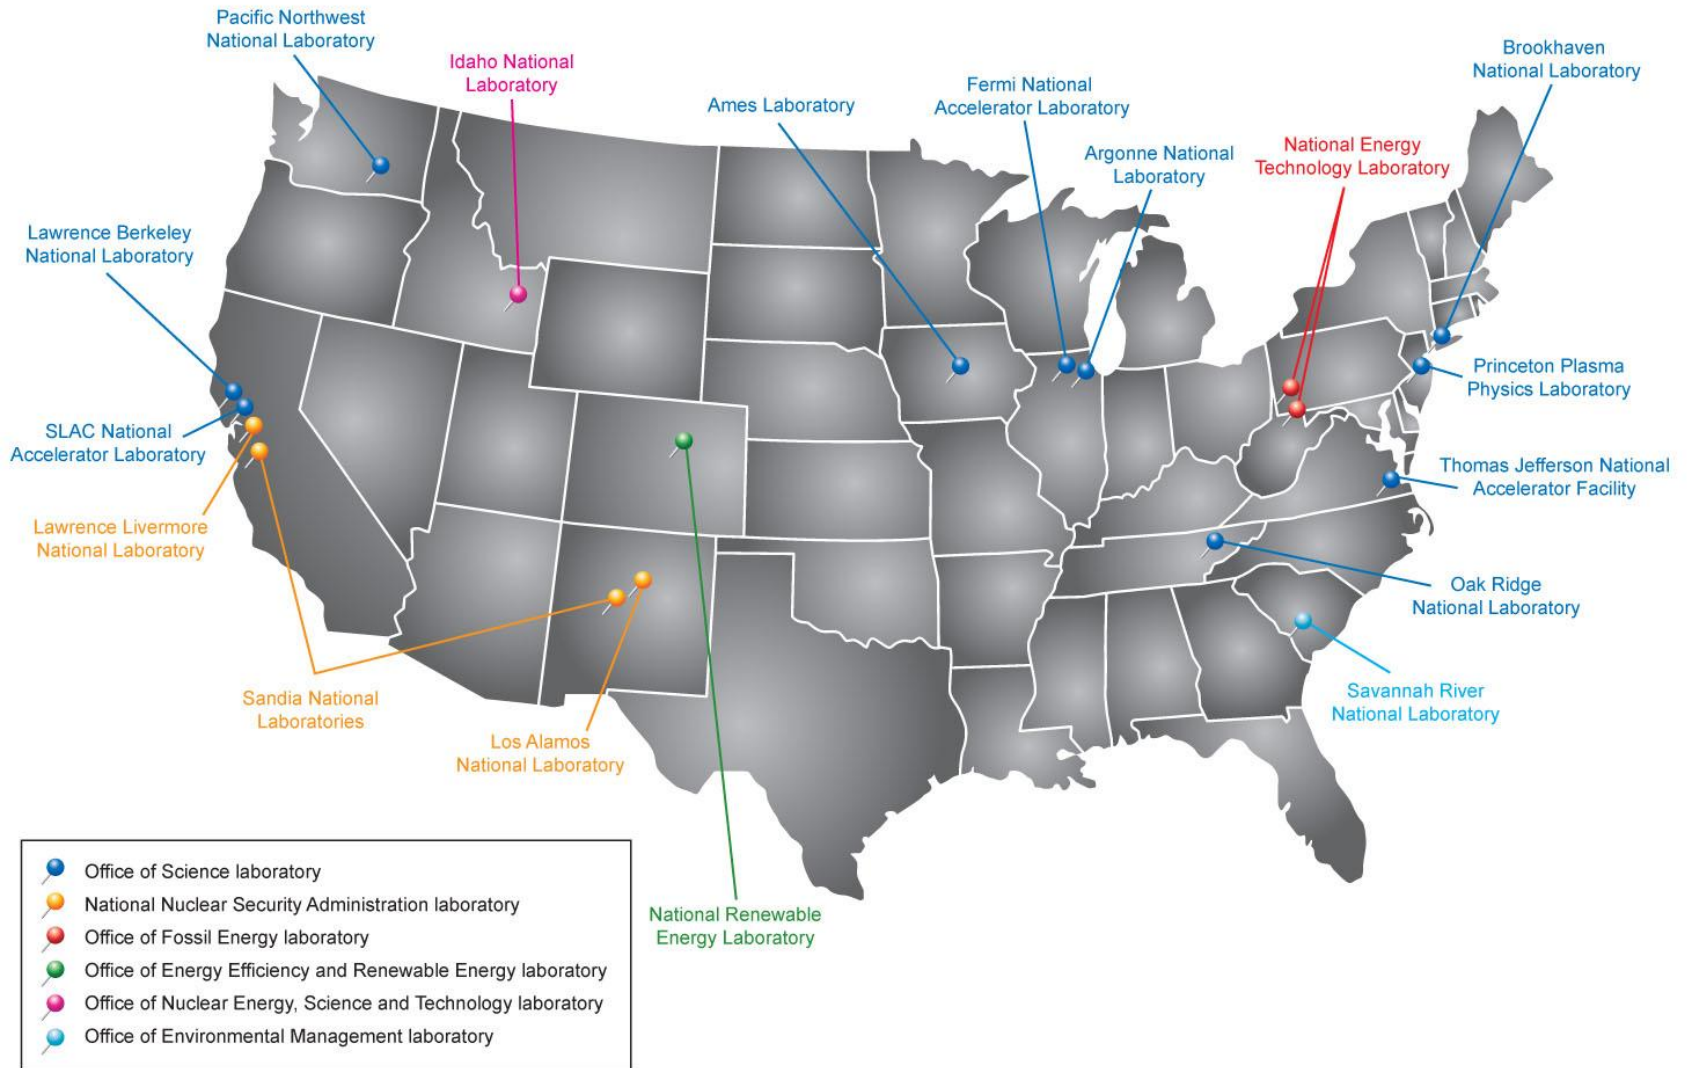 Pacific Northwest
National Laboratory
Idaho National
Laboratory
Ames Laboratory
Fermi National
Accelerator Laboratory
Argonne National
Laboratory
National Energy
Technology Laboratory
Brookhaven
National Laboratory
Lawrence Berkeley
National Laboratory
SLAC National
Accelerator Laboratory
Lawrence Livermore
National Laboratory
Sandia National
Laboratories
Los Alamos
National Laboratory
National Renewable
Energy Laboratory
Princeton Plasma
Physics Laboratory
Thomas Jefferson National
Accelerator Facility
Oak Ridge
National Laboratory
Savannah River
National Laboratory
Office of Science laboratory
National Nuclear Security Administration laboratory
Office of Fossil Energy laboratory
Office of Energy Efficiency and Renewable Energy laboratory
Office of Nuclear Energy, Science and Technology laboratory
Office of Environmental Management laboratory